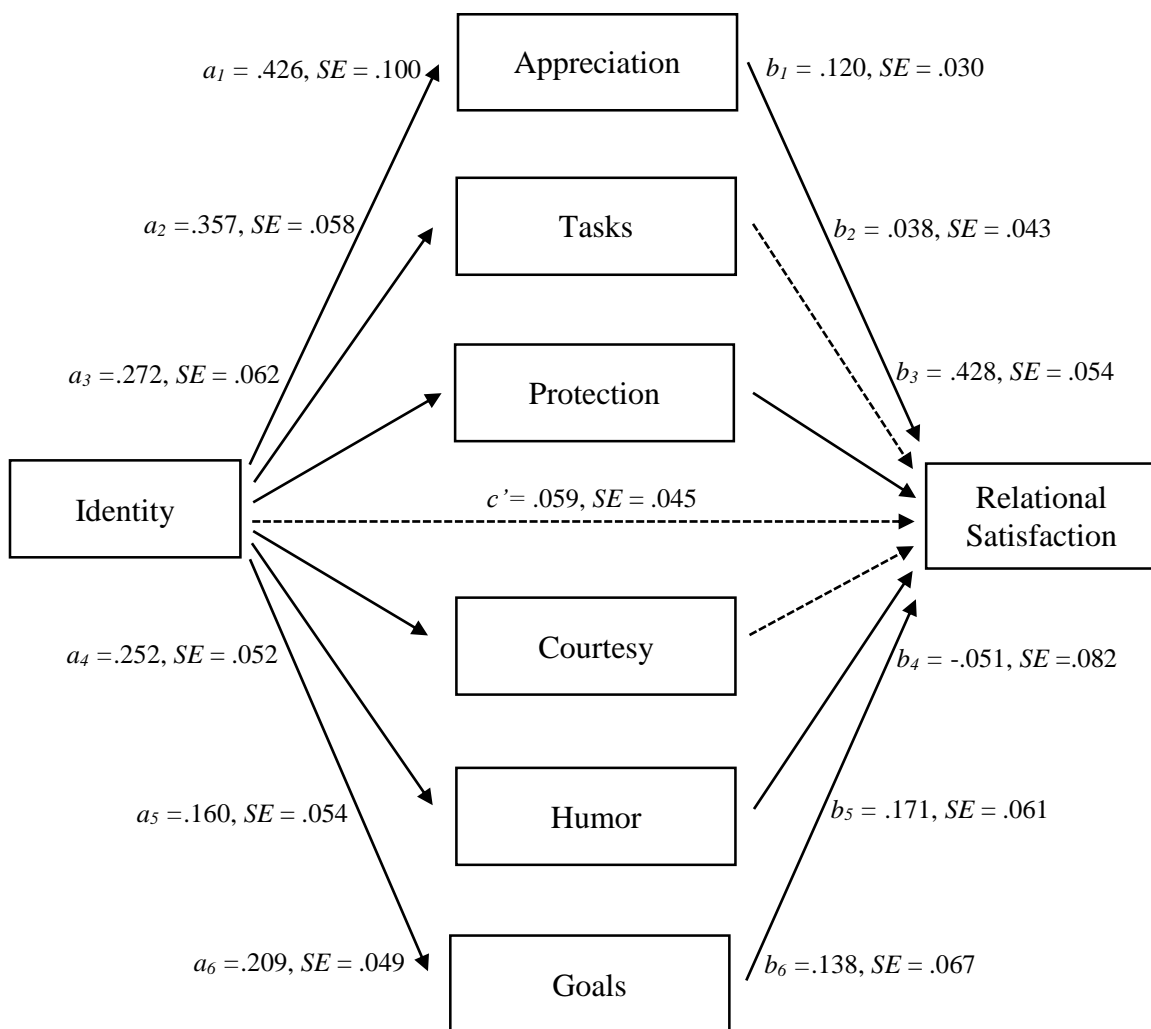 a1 = .426, SE = .100
Appreciation
b1 = .120, SE = .030
a2 =.357, SE = .058
Tasks
b2 = .038, SE = .043
a3 =.272, SE = .062
Protection
b3 = .428, SE = .054
Identity
c’= .059, SE = .045
Relational
Satisfaction
a4 =.252, SE = .052
Courtesy
b4 = -.051, SE =.082
a5 =.160, SE = .054
Humor
b5 = .171, SE = .061
a6 =.209, SE = .049
Goals
b6 =.138, SE = .067